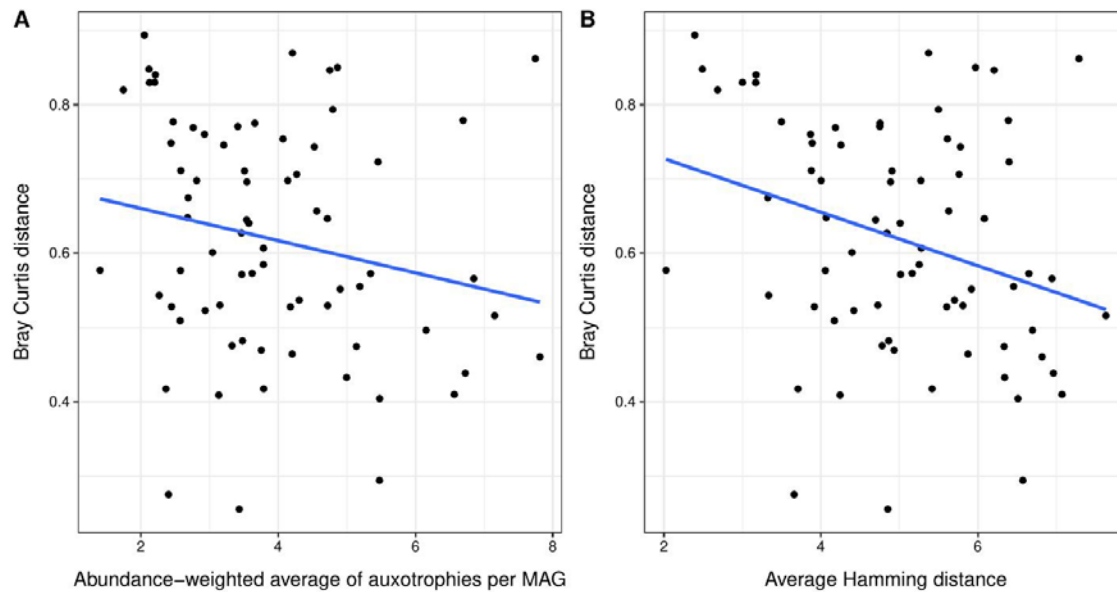 A
Bray Curtis distance
0.8
0.6
0.4
2 4 6 8
Abundance−weighted average of auxotrophies per MAG
B
Bray Curtis distance
0.8
0.6
0.4
2 4 6
Average Hamming distance